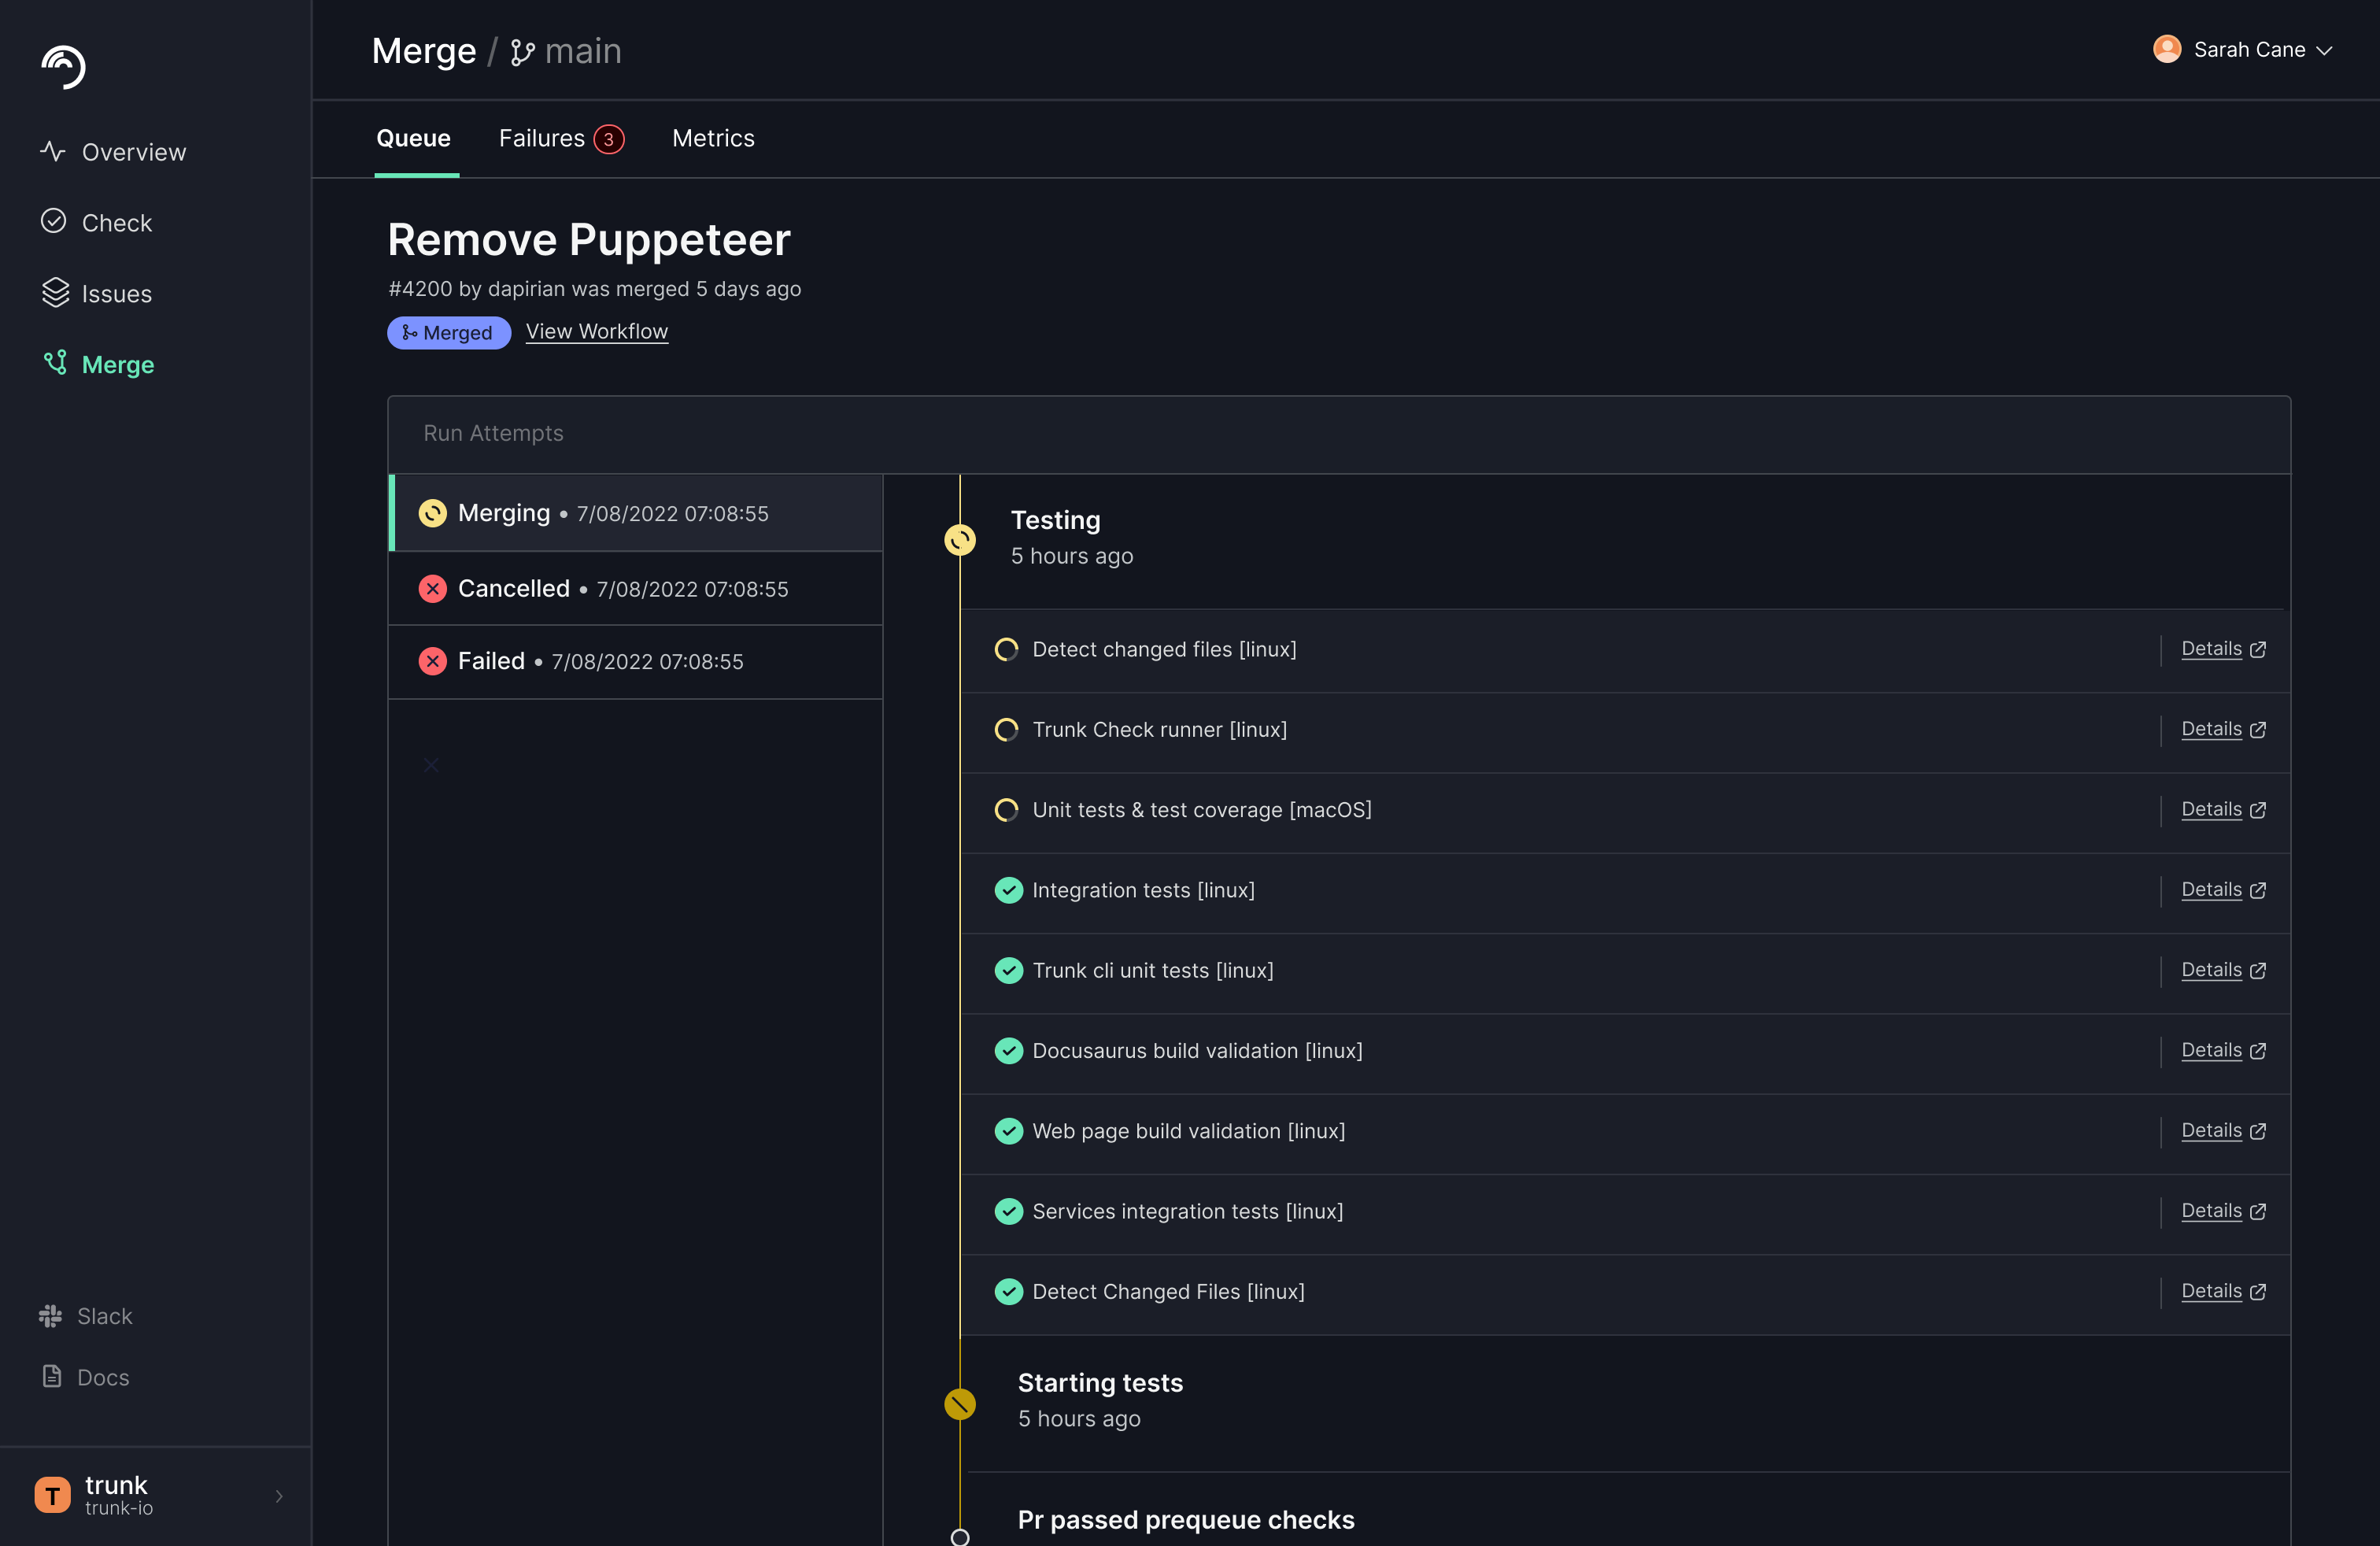 Overview
Check
Issues
Merge
Slack
Docs
T
trunk
trunk-io
Merge / main
Sarah Cane
Queue
Failures 3
Metrics
Remove Puppeteer
#4200 by dapirian was merged 5 days ago
Merged
View Workflow
Run Attempts
Merging • 7/08/2022 07:08:55
Cancelled • 7/08/2022 07:08:55
Failed • 7/08/2022 07:08:55
Testing
5 hours ago
Detect changed files [linux] Details
Trunk Check runner [linux] Details
Unit tests & test coverage [macOS] Details
Integration tests [linux] Details
Trunk cli unit tests [linux] Details
Docusaurus build validation [linux] Details
Web page build validation [linux] Details
Services integration tests [linux] Details
Detect Changed Files [linux] Details
Starting tests
5 hours ago
Pr passed prequeue checks